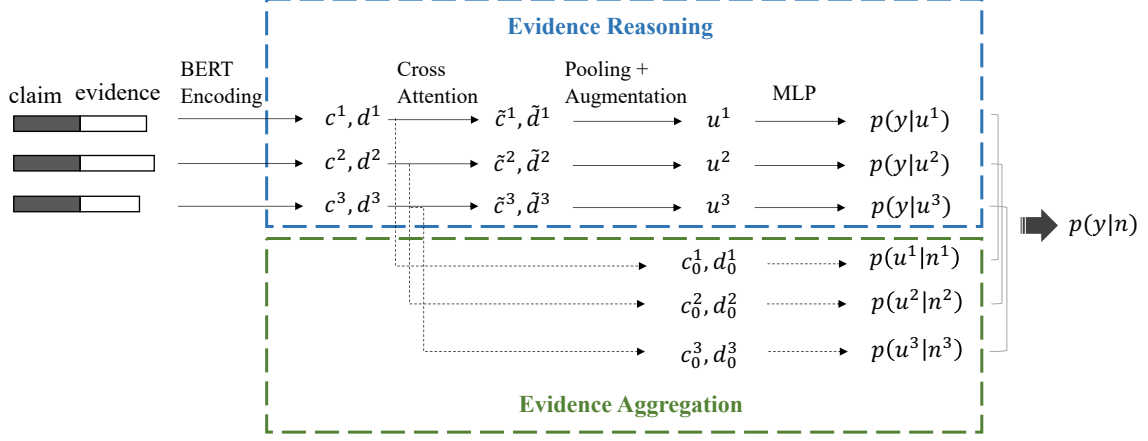 Evidence Reasoning
claim evidence
BERT
Encoding
Cross
Attention
Pooling +
Augmentation
MLP
c¹, d¹ c̃¹, d̃¹ u¹ p(y|u¹)
c², d² c̃², d̃² u² p(y|u²)
c³, d³ c̃³, d̃³ u³ p(y|u³)
p(y|n)
c₀¹, d₀¹ p(u¹|n¹)
c₀², d₀² p(u²|n²)
c₀³, d₀³ p(u³|n³)
Evidence Aggregation